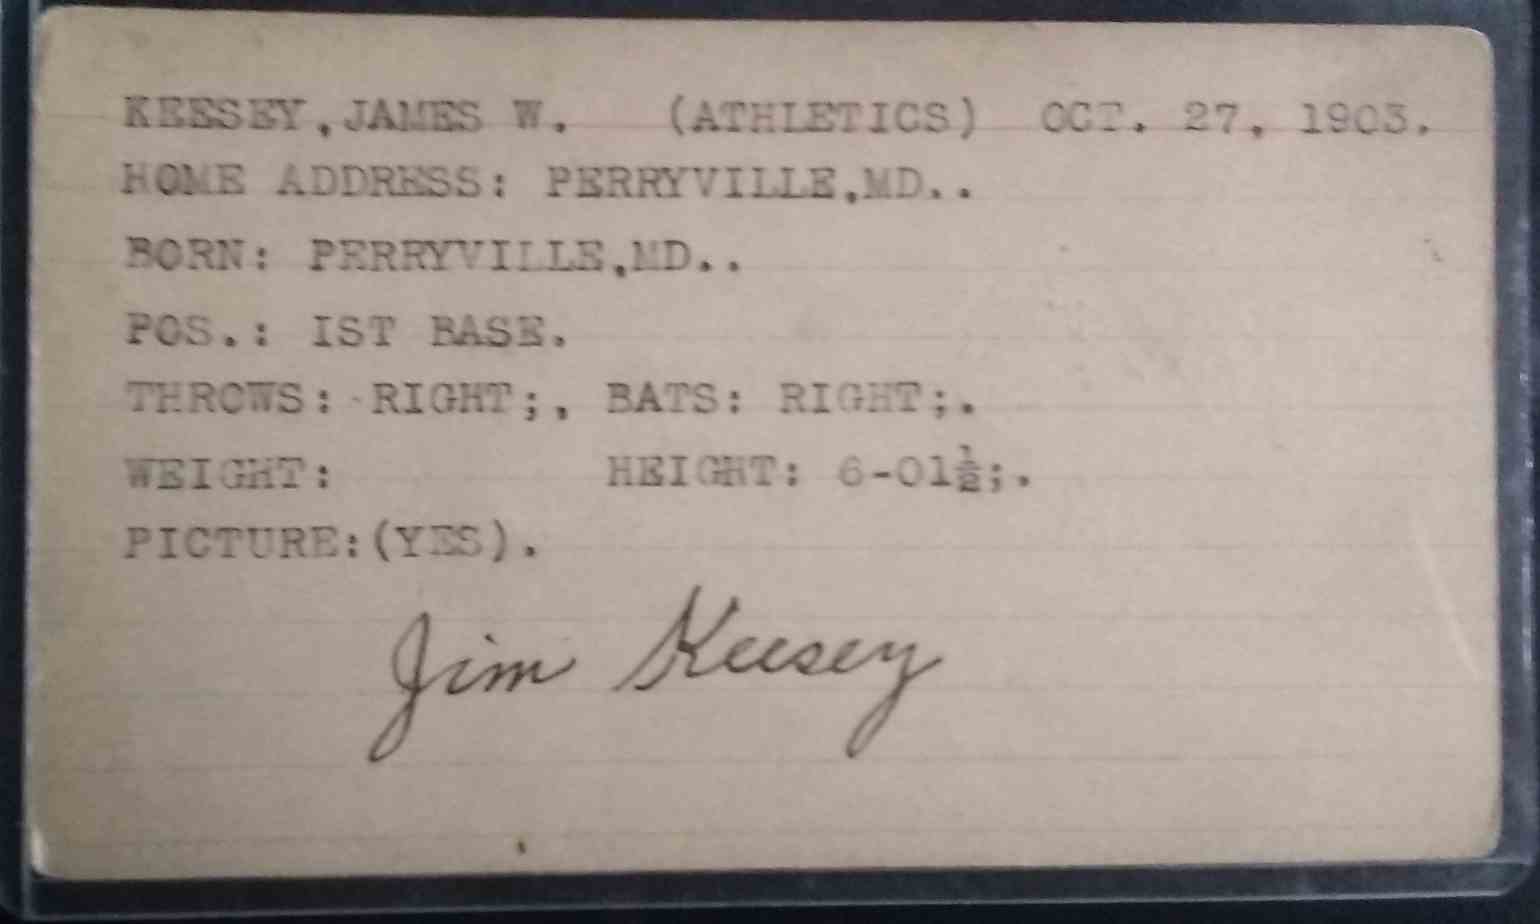 KEESEY,JAMES W. (ATHLETICS) OCT. 27, 1903.
HOME ADDRESS: PERRYVILLE,MD..
BORN: PERRYVILLE,MD..
POS.: IST BASE.
THROWS: RIGHT;, BATS: RIGHT;.
WEIGHT: HEIGHT: 6-01½;.
PICTURE:(YES).
Jim Keesey